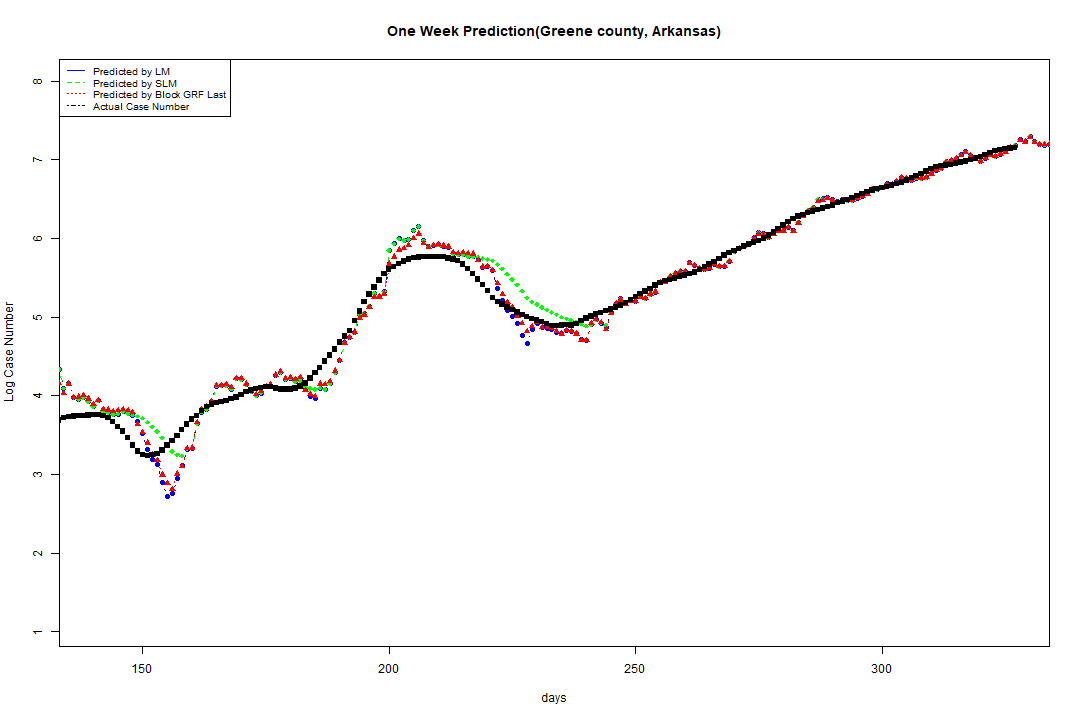 One Week Prediction(Greene county, Arkansas)
Predicted by LM
Predicted by SLM
Predicted by Block GRF Last
Actual Case Number
8
7
6
5
4
3
2
1
Log Case Number
150 200 250 300
days